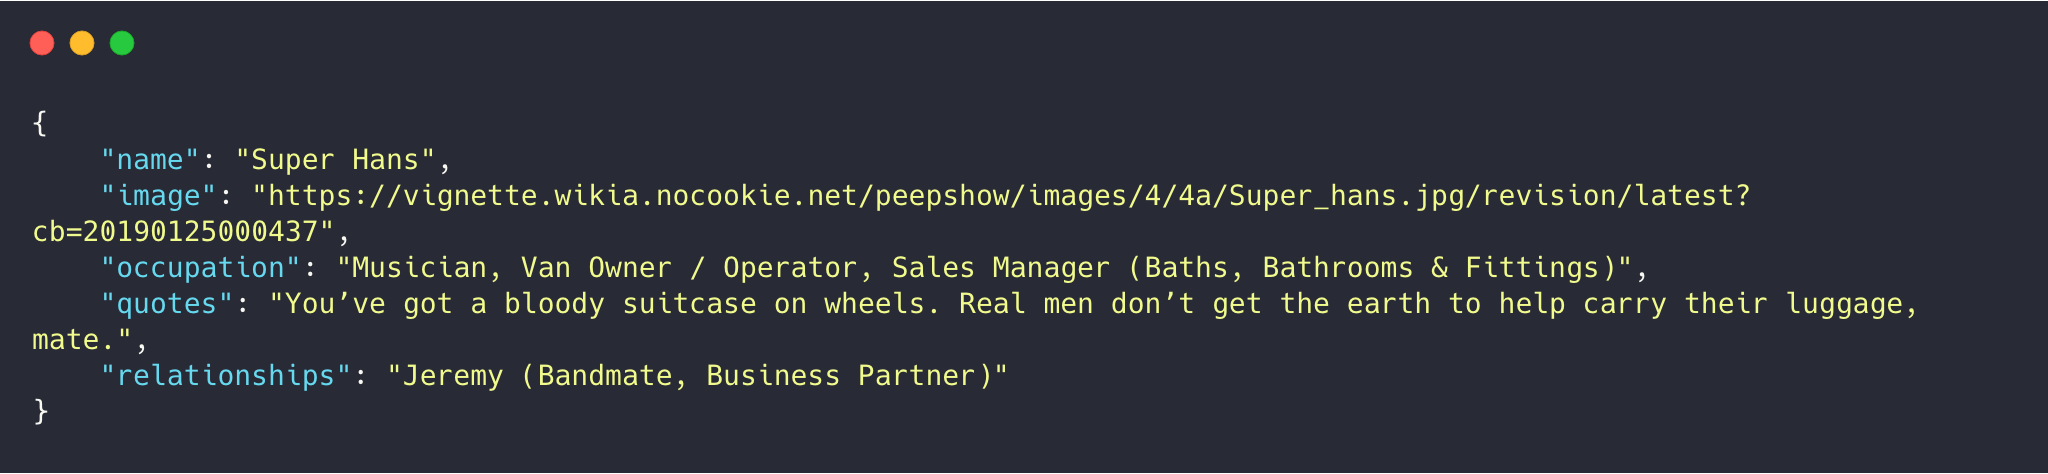 {
    "name": "Super Hans",
    "image": "https://vignette.wikia.nocookie.net/peepshow/images/4/4a/Super_hans.jpg/revision/latest?
cb=20190125000437",
    "occupation": "Musician, Van Owner / Operator, Sales Manager (Baths, Bathrooms & Fittings)",
    "quotes": "You’ve got a bloody suitcase on wheels. Real men don’t get the earth to help carry their luggage,
mate.",
    "relationships": "Jeremy (Bandmate, Business Partner)"
}